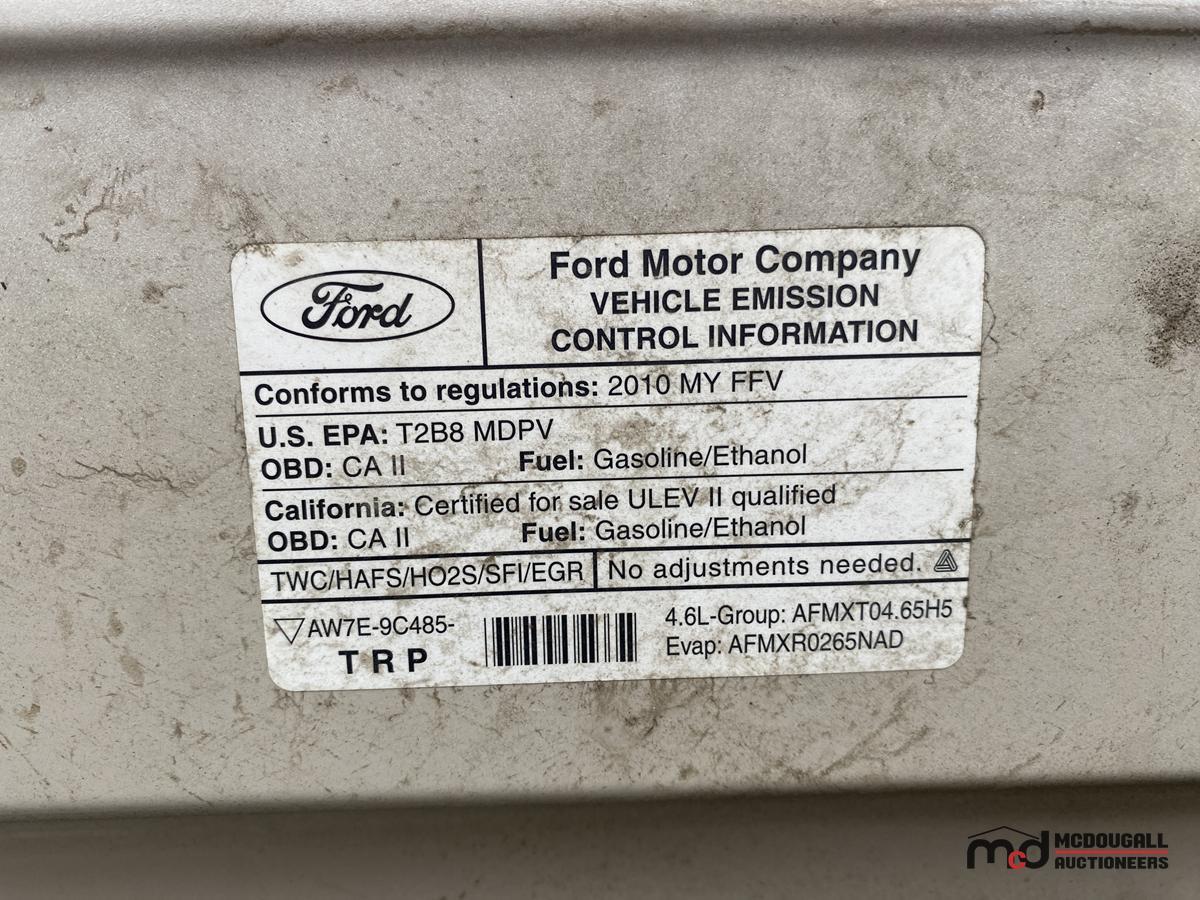 Ford
Ford Motor Company
VEHICLE EMISSION
CONTROL INFORMATION
Conforms to regulations: 2010 MY FFV
U.S. EPA: T2B8 MDPV
OBD: CA II Fuel: Gasoline/Ethanol
California: Certified for sale ULEV II qualified
OBD: CA II Fuel: Gasoline/Ethanol
TWC/HAFS/HO2S/SFI/EGR No adjustments needed.
AW7E-9C485-
T R P
4.6L-Group: AFMXT04.65H5
Evap: AFMXR0265NAD
mcd
MCDOUGALL
AUCTIONEERS